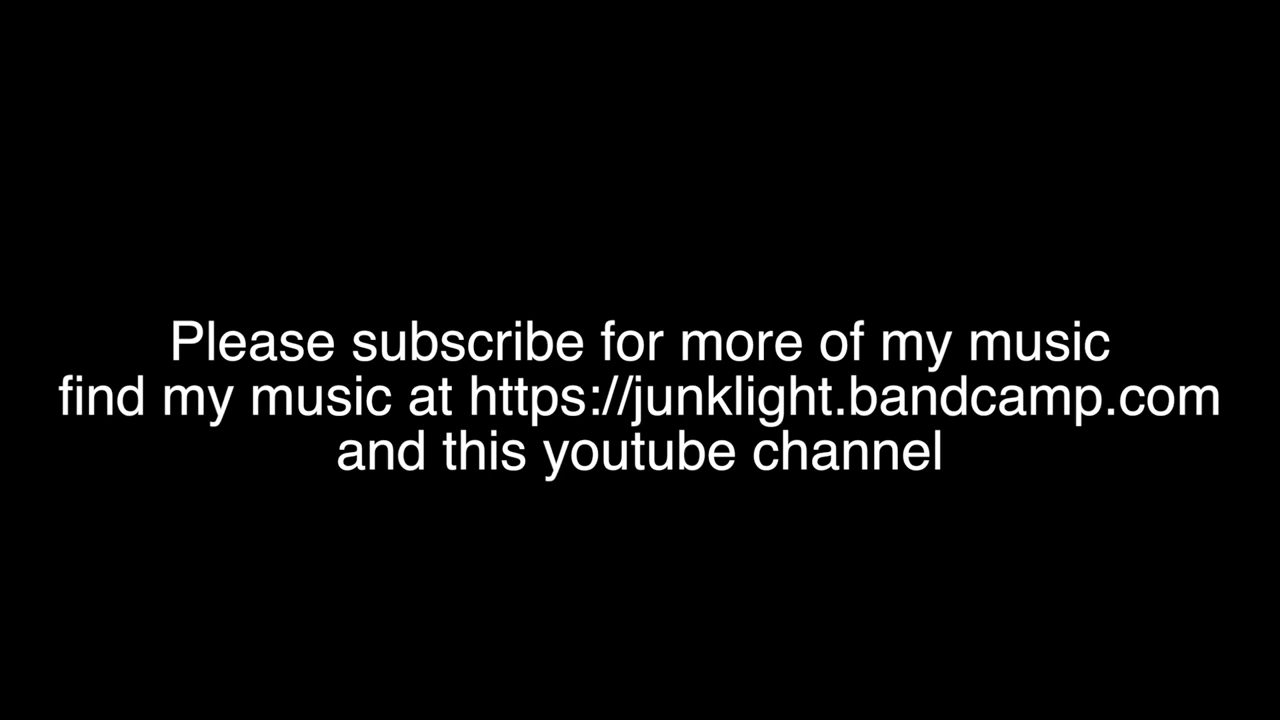 Please subscribe for more of my music
find my music at https://junklight.bandcamp.com
and this youtube channel